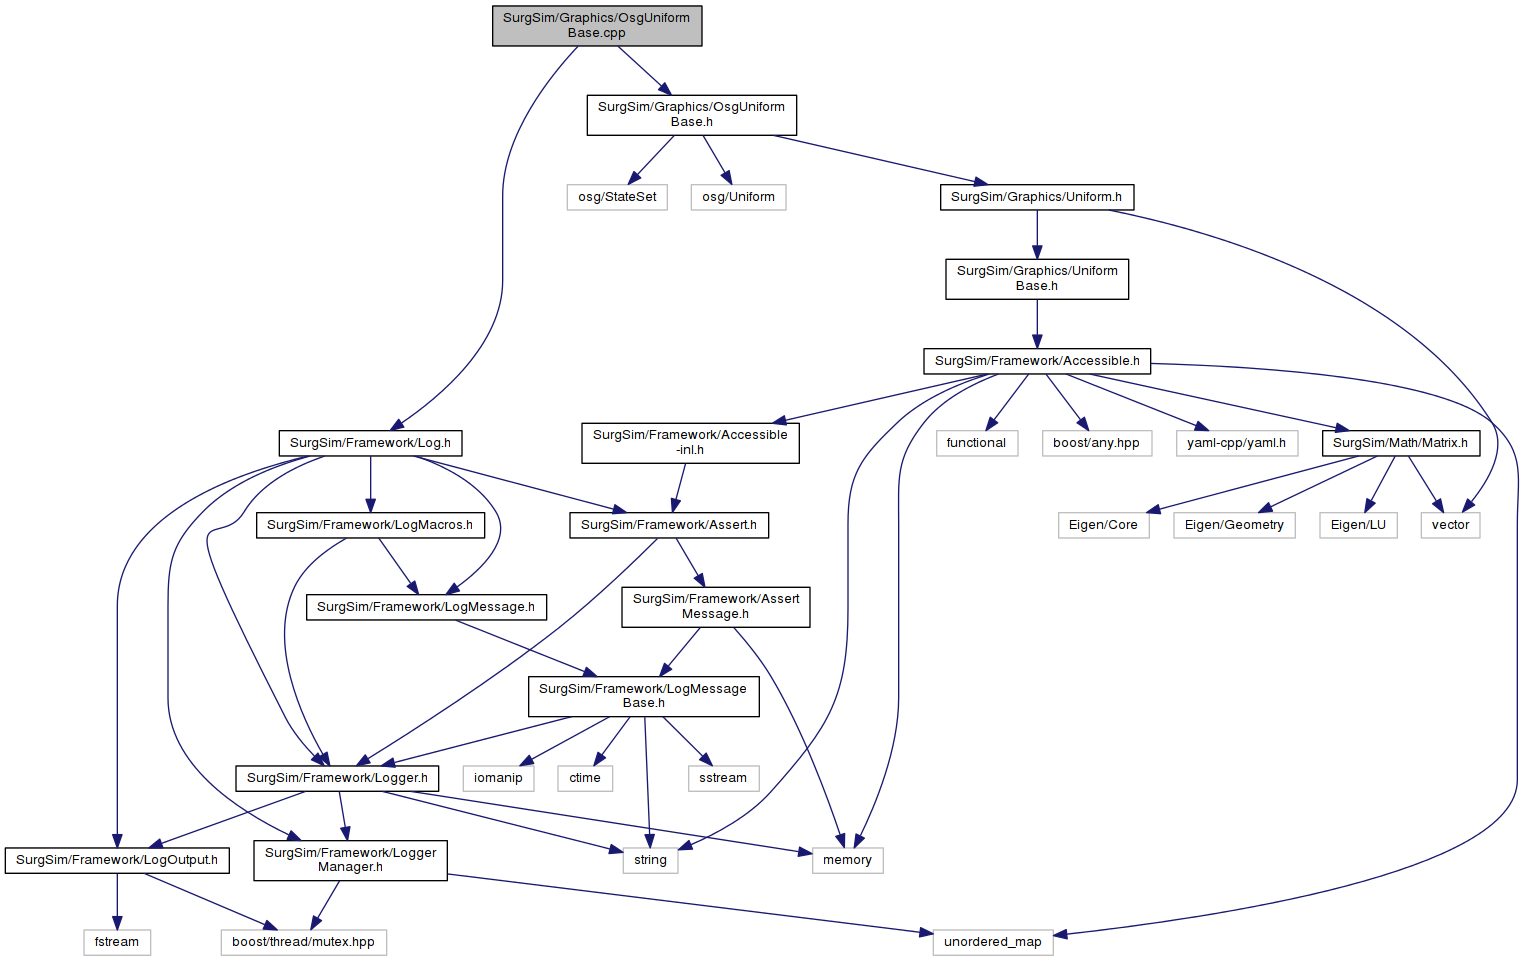 SurgSim/Graphics/OsgUniform
Base.cpp
SurgSim/Graphics/OsgUniform
Base.h
osg/StateSet
osg/Uniform
SurgSim/Graphics/Uniform.h
SurgSim/Graphics/Uniform
Base.h
SurgSim/Framework/Accessible.h
SurgSim/Framework/Log.h
SurgSim/Framework/Accessible
-inl.h
functional
boost/any.hpp
yaml-cpp/yaml.h
SurgSim/Math/Matrix.h
SurgSim/Framework/LogMacros.h
SurgSim/Framework/Assert.h
Eigen/Core
Eigen/Geometry
Eigen/LU
vector
SurgSim/Framework/LogMessage.h
SurgSim/Framework/Assert
Message.h
SurgSim/Framework/LogMessage
Base.h
SurgSim/Framework/Logger.h
iomanip
ctime
sstream
SurgSim/Framework/LogOutput.h
SurgSim/Framework/Logger
Manager.h
string
memory
fstream
boost/thread/mutex.hpp
unordered_map